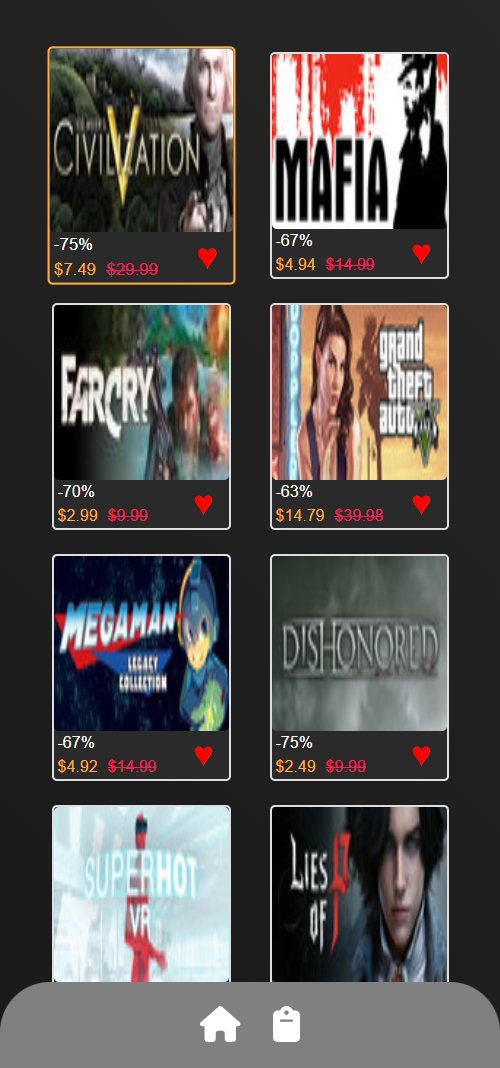 CIVILIZATION
V
-75%
$7.49 $29.99
MAFIA
-67%
$4.94 $14.99
FARCRY
-70%
$2.99 $9.99
grand
theft
auto
V
-63%
$14.79 $39.98
MEGAMAN
LEGACY
COLLECTION
-67%
$4.92 $14.99
DISHONORED
-75%
$2.49 $9.99
SUPERHOT
VR
LIES
OF P